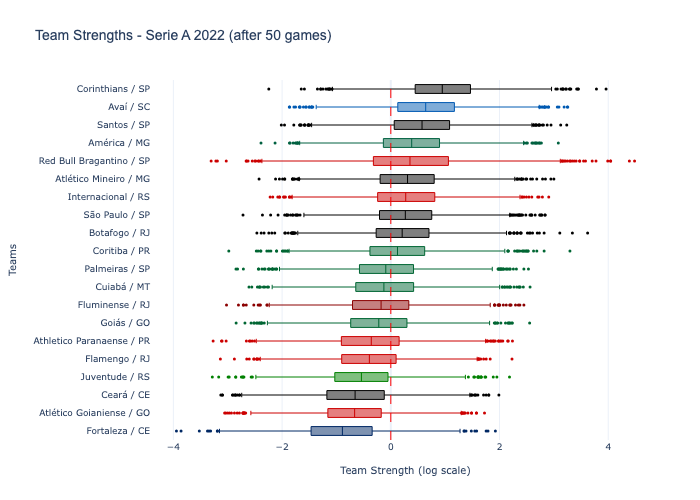 Team Strengths - Serie A 2022 (after 50 games)
Corinthians / SP
Avaí / SC
Santos / SP
América / MG
Red Bull Bragantino / SP
Atlético Mineiro / MG
Internacional / RS
São Paulo / SP
Botafogo / RJ
Coritiba / PR
Palmeiras / SP
Cuiabá / MT
Fluminense / RJ
Goiás / GO
Athletico Paranaense / PR
Flamengo / RJ
Juventude / RS
Ceará / CE
Atlético Goianiense / GO
Fortaleza / CE
Teams
−4 −2 0 2 4
Team Strength (log scale)